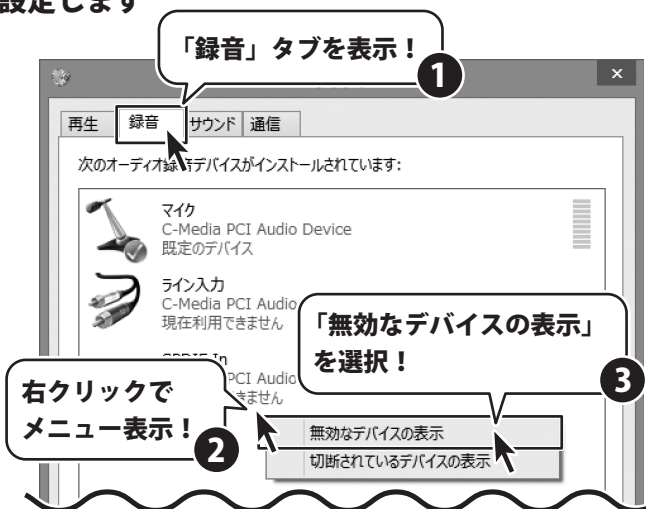 設定します
「録音」タブを表示！
1
再生 録音 サウンド 通信
次のオーディオ録音デバイスがインストールされています:
マイク
C-Media PCI Audio Device
既定のデバイス
ライン入力
C-Media PCI Audio
現在利用できません
「無効なデバイスの表示」
を選択！
3
In
PCI Audio
きません
右クリックで
メニュー表示！
2
無効なデバイスの表示
切断されているデバイスの表示